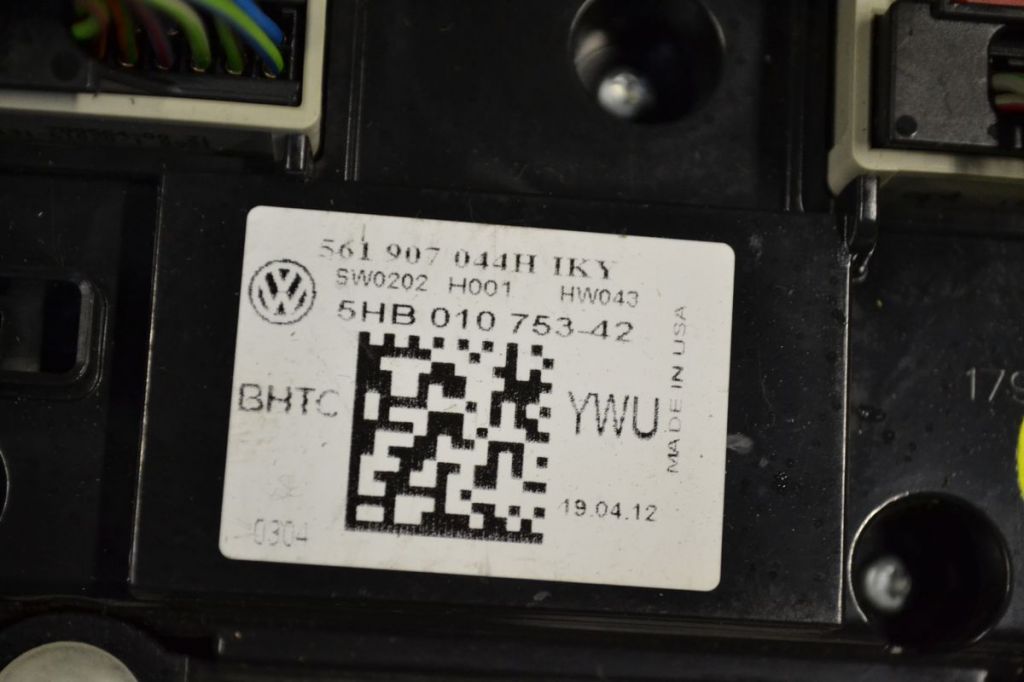 561 907 044H IKY
SW0202 H001 HW043
5HB 010 753-42
BHTC
YWU
MADE IN USA
19.04.12
0304
179